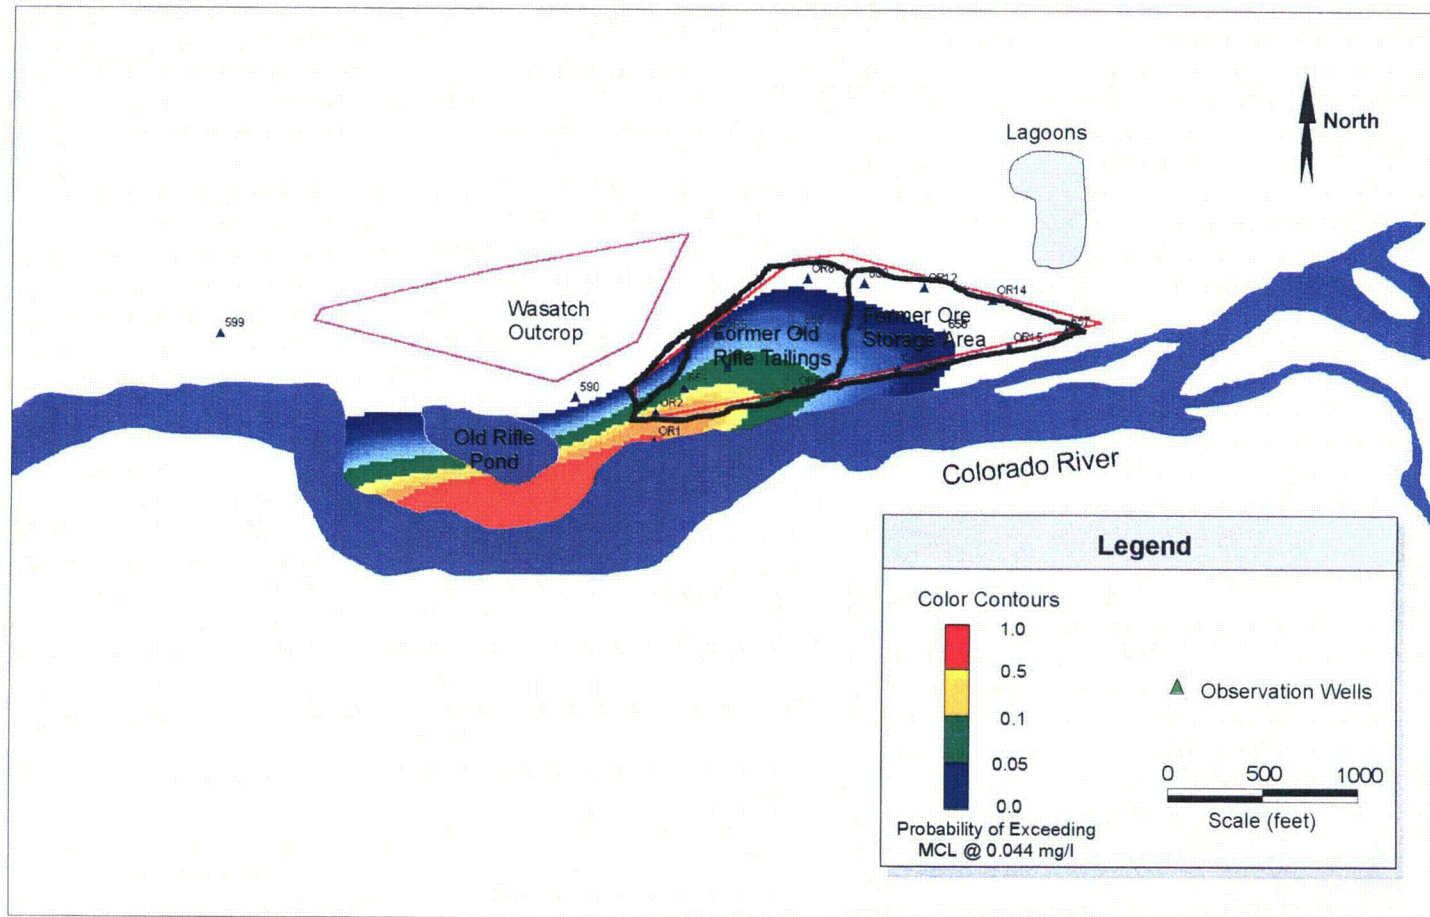 North
Lagoons
OR8
OR12
OR14
599
Wasatch
Outcrop
Former Old
Rifle Tailings
Former Ore
Storage Area
658
OR15
590
OR2
OR1
Old Rifle
Pond
Colorado River
Legend
Color Contours
1.0
0.5
0.1
0.05
0.0
Probability of Exceeding
MCL @ 0.044 mg/l
Observation Wells
0 500 1000
Scale (feet)